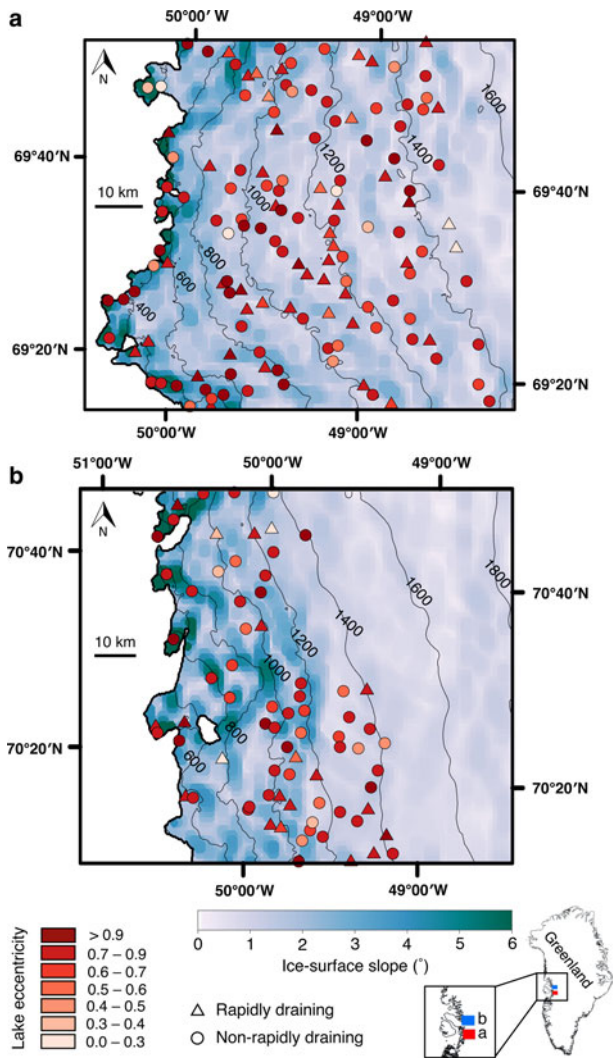 a
50°00'W 49°00'W
N
10 km
69°40'N 69°40'N
69°20'N 69°20'N
1600
1400
1200
1000
800
600
400
50°00'W 49°00'W
b
51°00'W 50°00'W 49°00'W
N
10 km
70°40'N 70°40'N
70°20'N 70°20'N
1800
1600
1400
1200
1000
800
600
50°00'W 49°00'W
Lake eccentricity
> 0.9
0.7 – 0.9
0.6 – 0.7
0.5 – 0.6
0.4 – 0.5
0.3 – 0.4
0.0 – 0.3
0 1 2 3 4 5 6
Ice-surface slope (°)
Rapidly draining
Non-rapidly draining
Greenland
b
a